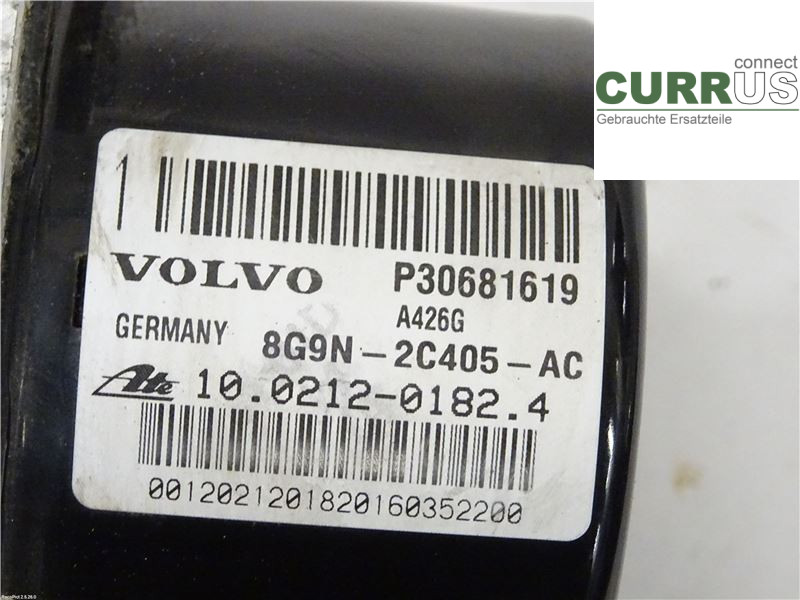 connect
CURRUS
Gebrauchte Ersatzteile
1
VOLVO P30681619
A426G
GERMANY 8G9N-2C405-AC
Ate 10.0212-0182.4
0012021201820160352200